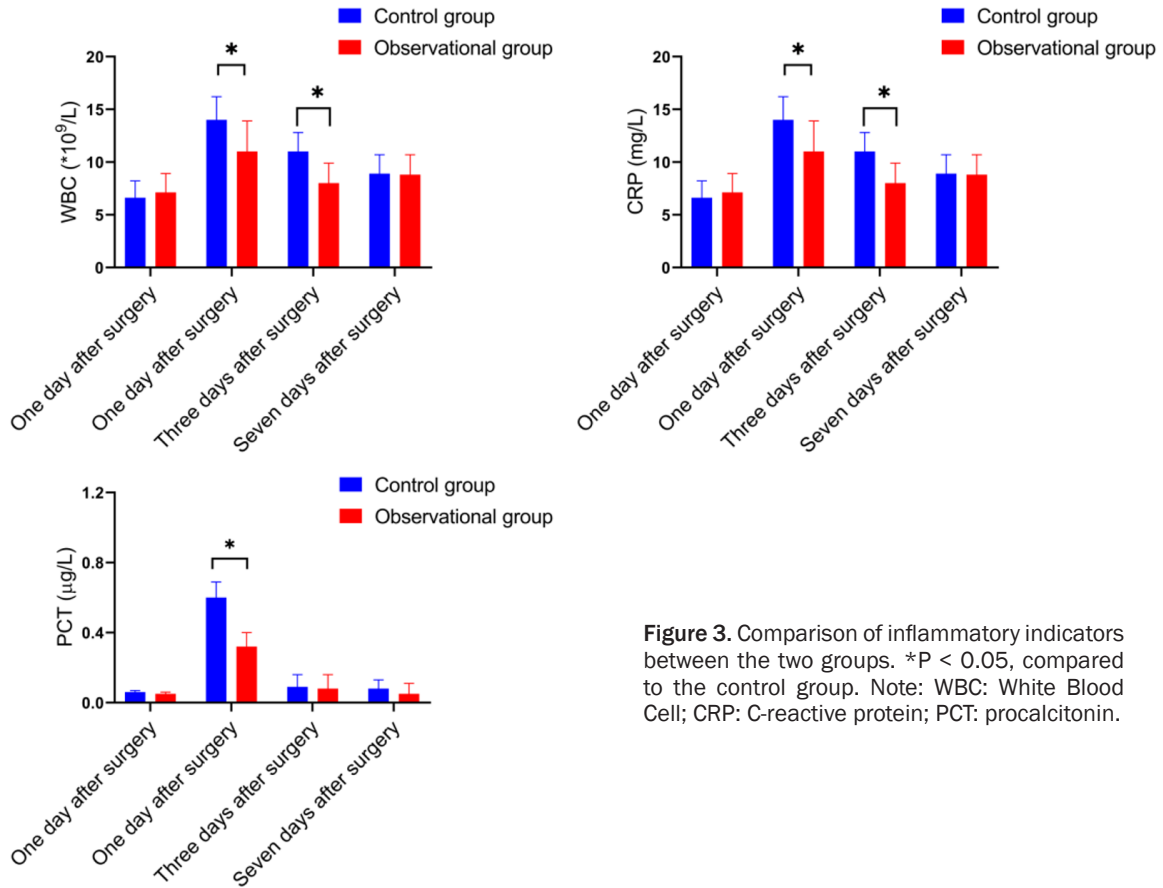 Control group
Observational group
20
15
10
5
0
WBC (*10⁹/L)
*
*
One day after surgery
One day after surgery
Three days after surgery
Seven days after surgery
Control group
Observational group
20
15
10
5
0
CRP (mg/L)
*
*
One day after surgery
One day after surgery
Three days after surgery
Seven days after surgery
Control group
Observational group
1.2
0.8
0.4
0.0
PCT (μg/L)
*
One day after surgery
One day after surgery
Three days after surgery
Seven days after surgery
Figure 3. Comparison of inflammatory indicators
between the two groups. *P < 0.05, compared
to the control group. Note: WBC: White Blood
Cell; CRP: C-reactive protein; PCT: procalcitonin.